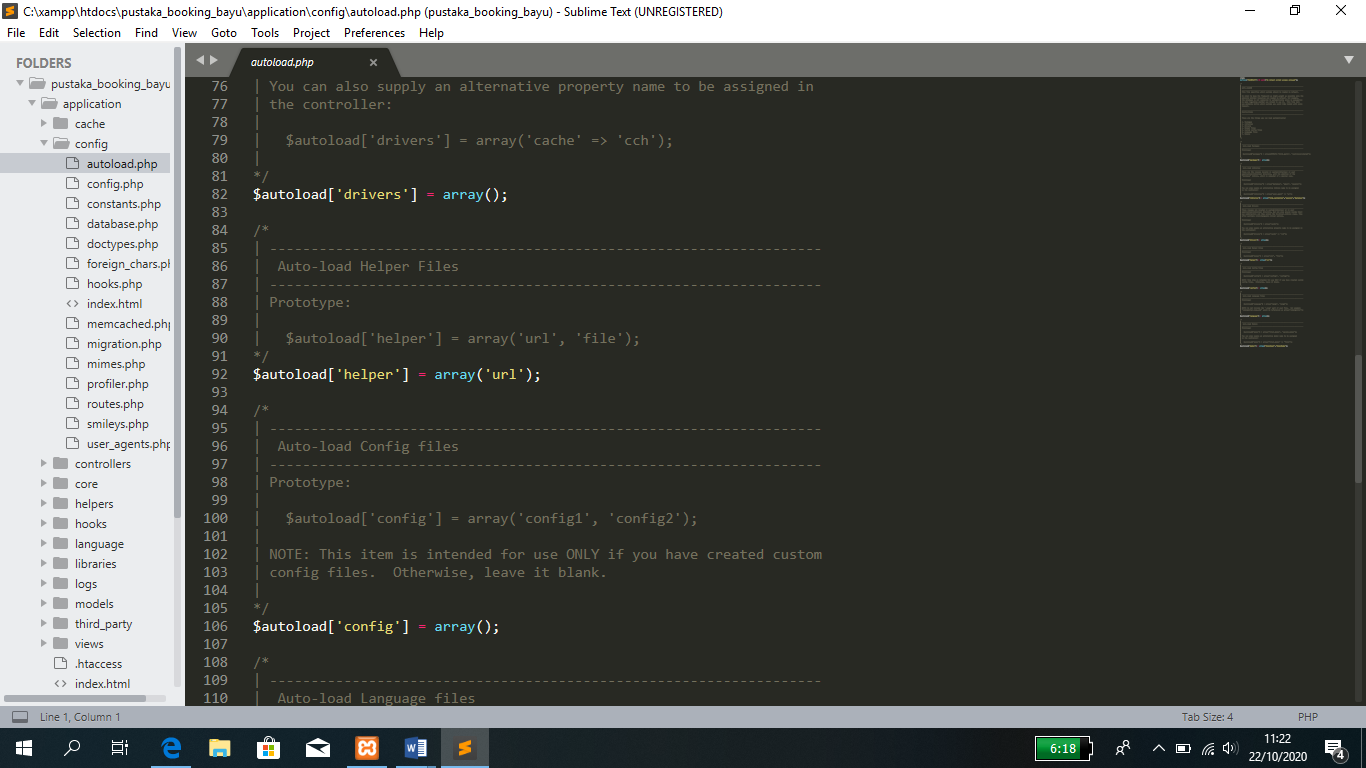 C:\xampp\htdocs\pustaka_booking_bayu\application\config\autoload.php (pustaka_booking_bayu) - Sublime Text (UNREGISTERED)
File Edit Selection Find View Goto Tools Project Preferences Help
FOLDERS
pustaka_booking_bayu
application
cache
config
autoload.php
config.php
constants.php
database.php
doctypes.php
foreign_chars.ph
hooks.php
index.html
memcached.php
migration.php
mimes.php
profiler.php
routes.php
smileys.php
user_agents.php
controllers
core
helpers
hooks
language
libraries
logs
models
third_party
views
.htaccess
index.html
autoload.php
76 | You can also supply an alternative property name to be assigned in
77 | the controller:
78 |
79 |   $autoload['drivers'] = array('cache' => 'cch');
80 |
81 */
82 $autoload['drivers'] = array();
83
84 /*
85 | -------------------------------------------------------------------
86 |  Auto-load Helper Files
87 | -------------------------------------------------------------------
88 | Prototype:
89 |
90 |   $autoload['helper'] = array('url', 'file');
91 */
92 $autoload['helper'] = array('url');
93
94 /*
95 | -------------------------------------------------------------------
96 |  Auto-load Config files
97 | -------------------------------------------------------------------
98 | Prototype:
99 |
100 |   $autoload['config'] = array('config1', 'config2');
101 |
102 | NOTE: This item is intended for use ONLY if you have created custom
103 | config files.  Otherwise, leave it blank.
104 |
105 */
106 $autoload['config'] = array();
107
108 /*
109 | -------------------------------------------------------------------
110 |  Auto-load Language files
Line 1, Column 1
Tab Size: 4
PHP
6:18
11:22
22/10/2020
4